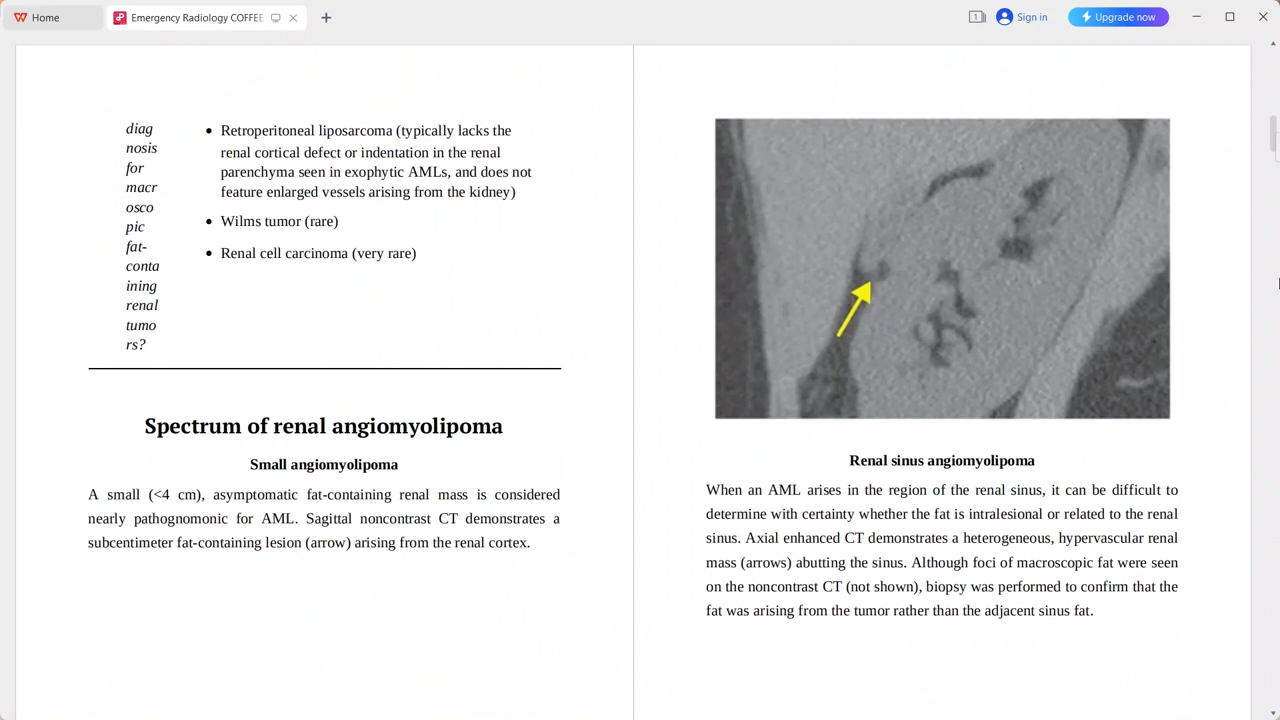 Home
Emergency Radiology COFFEE
1
Sign in
Upgrade now
diag
nosis
for
macr
osco
pic
fat-
conta
ining
renal
tumo
rs?
• Retroperitoneal liposarcoma (typically lacks the
renal cortical defect or indentation in the renal
parenchyma seen in exophytic AMLs, and does not
feature enlarged vessels arising from the kidney)
• Wilms tumor (rare)
• Renal cell carcinoma (very rare)
Spectrum of renal angiomyolipoma
Small angiomyolipoma
A small (<4 cm), asymptomatic fat-containing renal mass is considered
nearly pathognomonic for AML. Sagittal noncontrast CT demonstrates a
subcentimeter fat-containing lesion (arrow) arising from the renal cortex.
Renal sinus angiomyolipoma
When an AML arises in the region of the renal sinus, it can be difficult to
determine with certainty whether the fat is intralesional or related to the renal
sinus. Axial enhanced CT demonstrates a heterogeneous, hypervascular renal
mass (arrows) abutting the sinus. Although foci of macroscopic fat were seen
on the noncontrast CT (not shown), biopsy was performed to confirm that the
fat was arising from the tumor rather than the adjacent sinus fat.